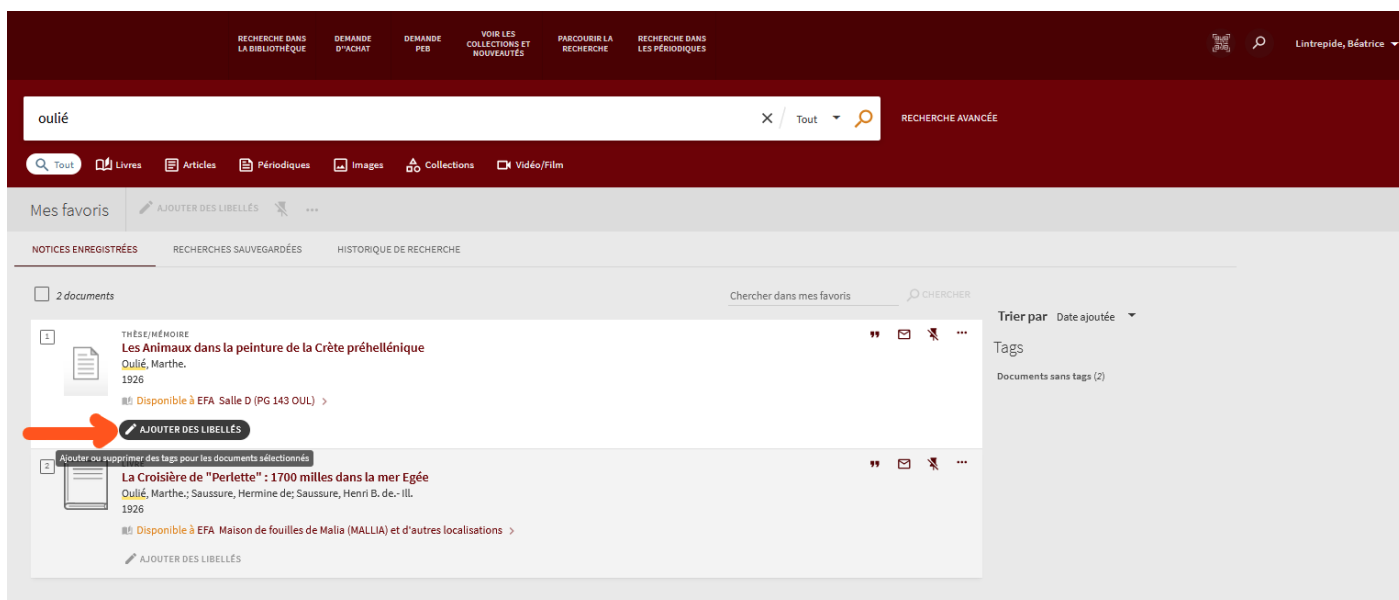 RECHERCHE DANS
LA BIBLIOTHÈQUE
DEMANDE
D"ACHAT
DEMANDE
PEB
VOIR LES
COLLECTIONS ET
NOUVEAUTÉS
PARCOURIR LA
RECHERCHE
RECHERCHE DANS
LES PÉRIODIQUES
Lintrepide, Béatrice
oulié
Tout
RECHERCHE AVANCÉE
Tout
Livres
Articles
Périodiques
Images
Collections
Vidéo/Film
Mes favoris
AJOUTER DES LIBELLÉS
NOTICES ENREGISTRÉES
RECHERCHES SAUVEGARDÉES
HISTORIQUE DE RECHERCHE
2 documents
Chercher dans mes favoris
CHERCHER
Trier par Date ajoutée
Tags
Documents sans tags (2)
1
THÈSE/MÉMOIRE
Les Animaux dans la peinture de la Crète préhellénique
Oulié, Marthe.
1926
Disponible à EFA Salle D (PG 143 OUL) >
AJOUTER DES LIBELLÉS
Ajouter ou supprimer des tags pour les documents sélectionnés
2
La Croisière de "Perlette" : 1700 milles dans la mer Egée
Oulié, Marthe.; Saussure, Hermine de; Saussure, Henri B. de.- Ill.
1926
Disponible à EFA Maison de fouilles de Malia (MALLIA) et d'autres localisations >
AJOUTER DES LIBELLÉS